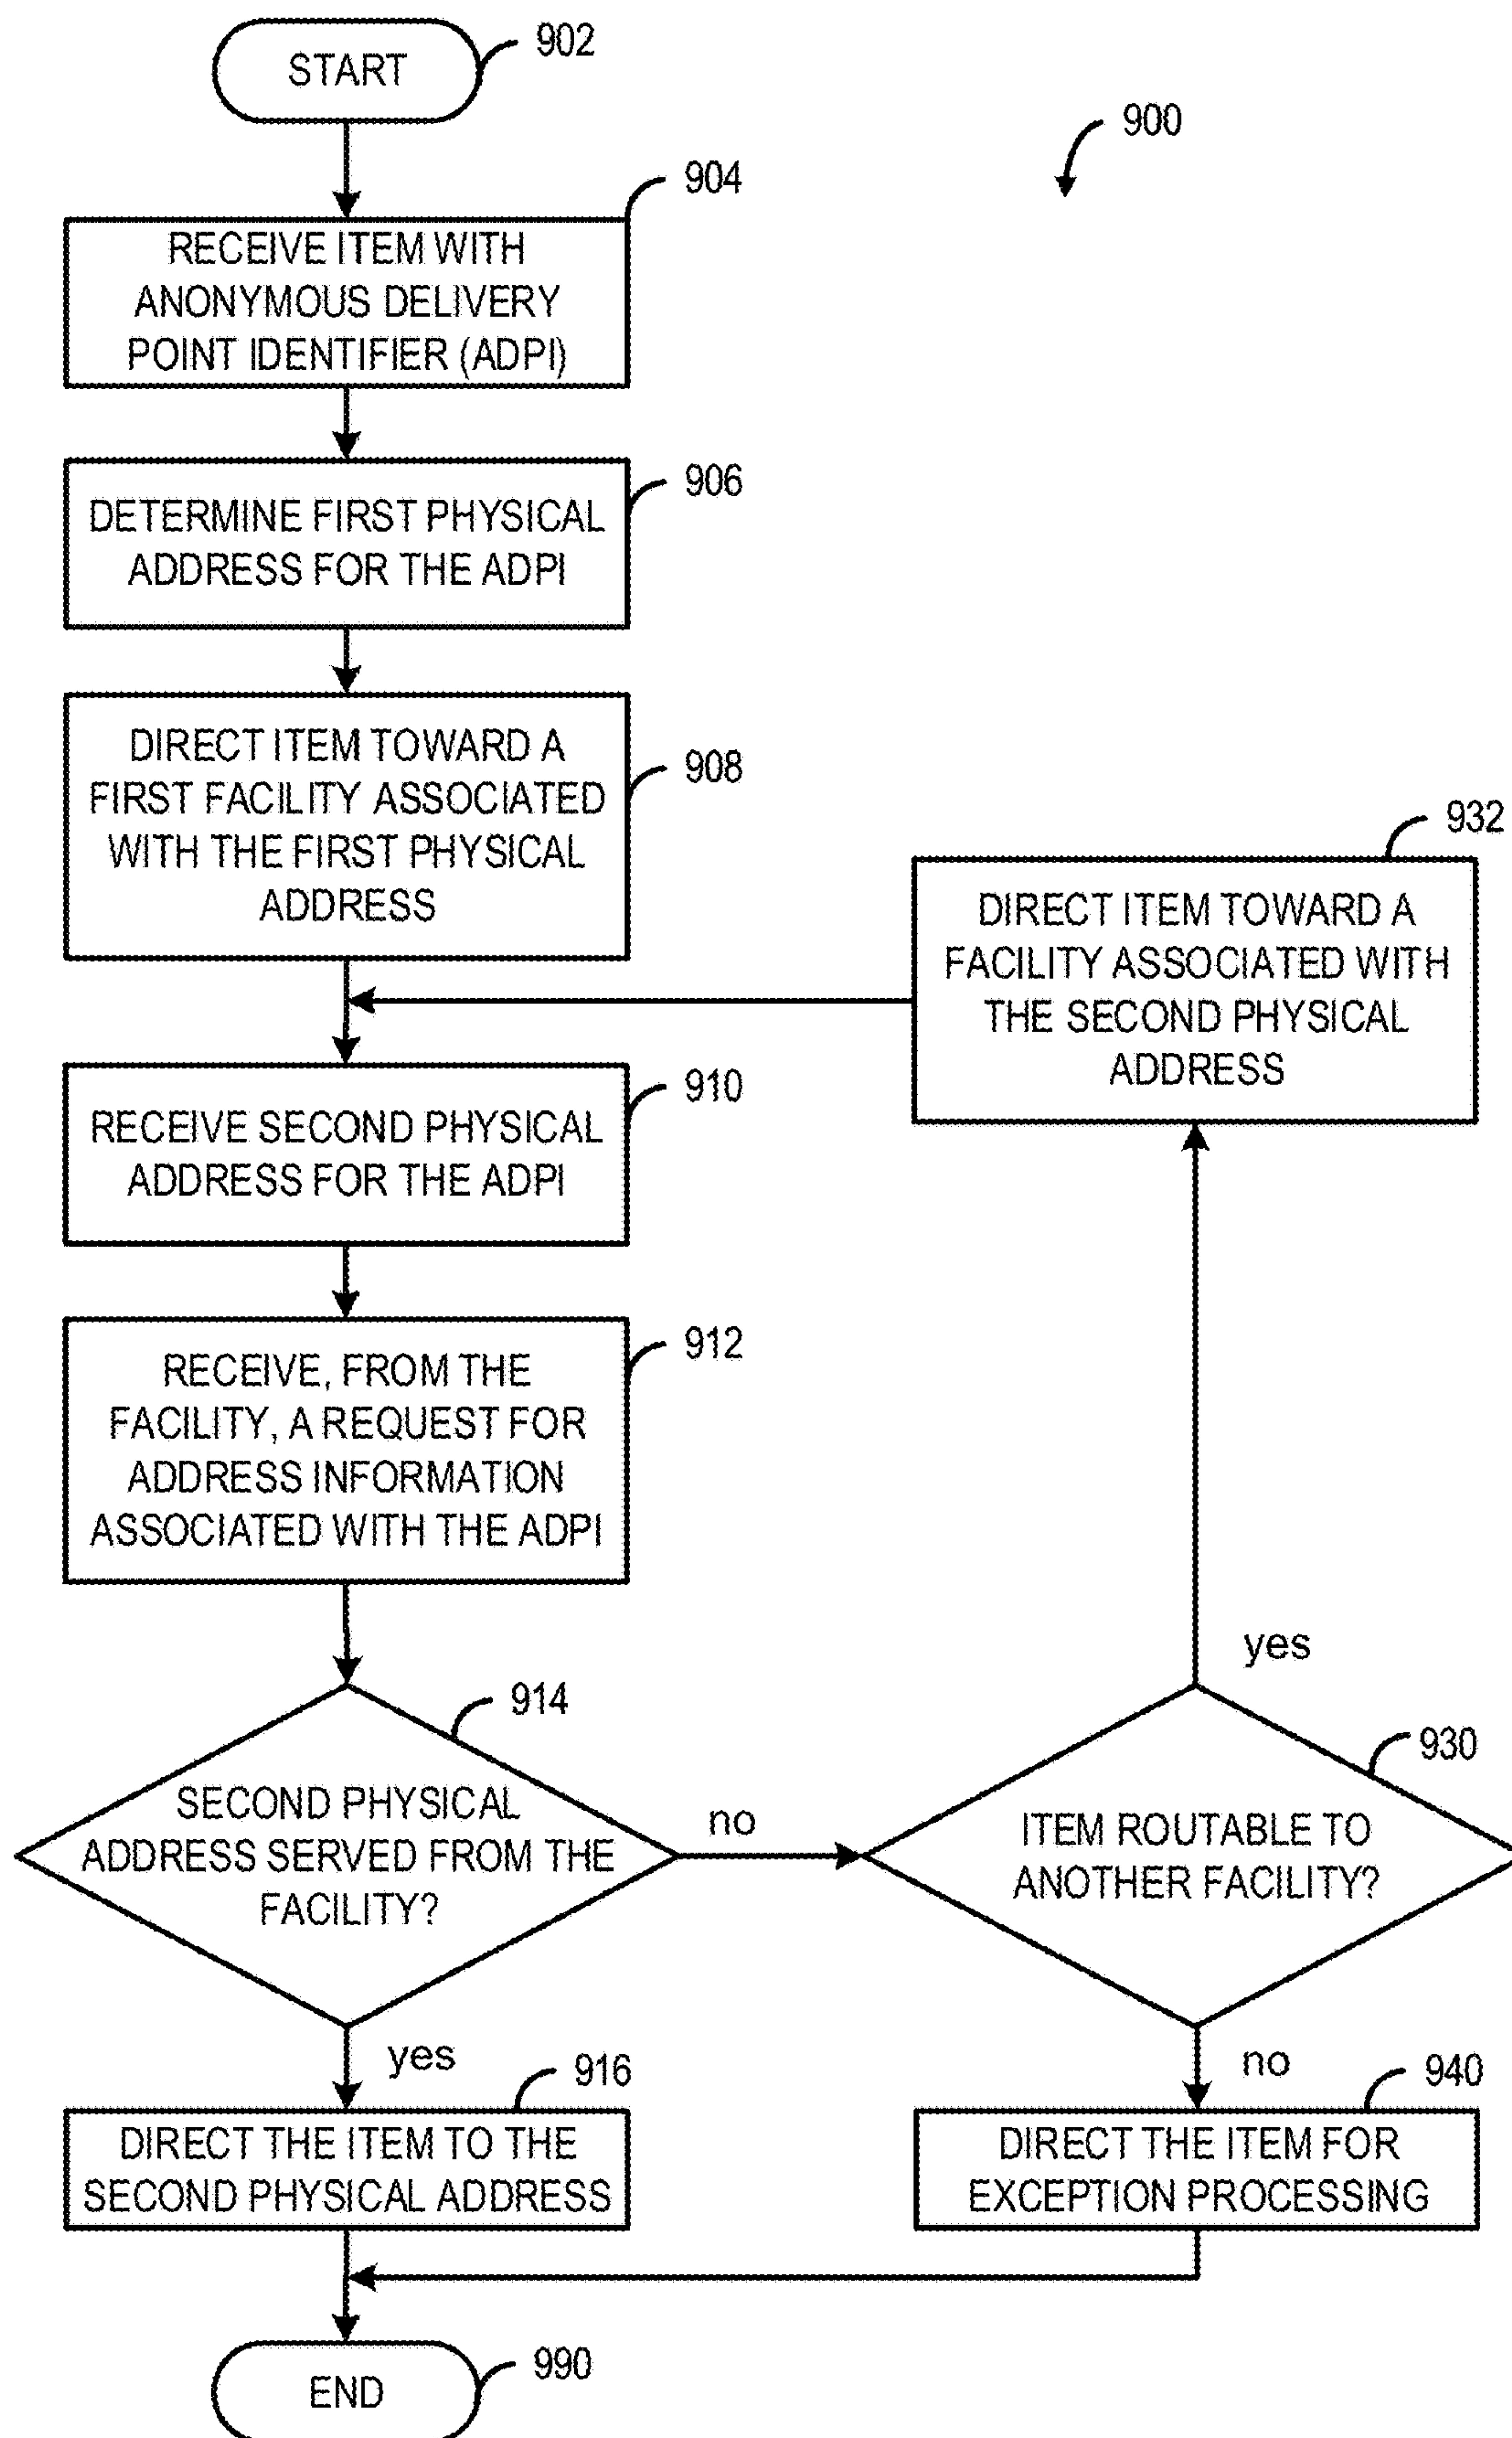 START
902
900
904
RECEIVE ITEM WITH
ANONYMOUS DELIVERY
POINT IDENTIFIER (ADPI)
906
DETERMINE FIRST PHYSICAL
ADDRESS FOR THE ADPI
908
DIRECT ITEM TOWARD A
FIRST FACILITY ASSOCIATED
WITH THE FIRST PHYSICAL
ADDRESS
932
DIRECT ITEM TOWARD A
FACILITY ASSOCIATED WITH
THE SECOND PHYSICAL
ADDRESS
910
RECEIVE SECOND PHYSICAL
ADDRESS FOR THE ADPI
912
RECEIVE, FROM THE
FACILITY, A REQUEST FOR
ADDRESS INFORMATION
ASSOCIATED WITH THE ADPI
914
SECOND PHYSICAL
ADDRESS SERVED FROM THE
FACILITY?
no
yes
930
ITEM ROUTABLE TO
ANOTHER FACILITY?
yes
916
DIRECT THE ITEM TO THE
SECOND PHYSICAL ADDRESS
no
940
DIRECT THE ITEM FOR
EXCEPTION PROCESSING
END
990